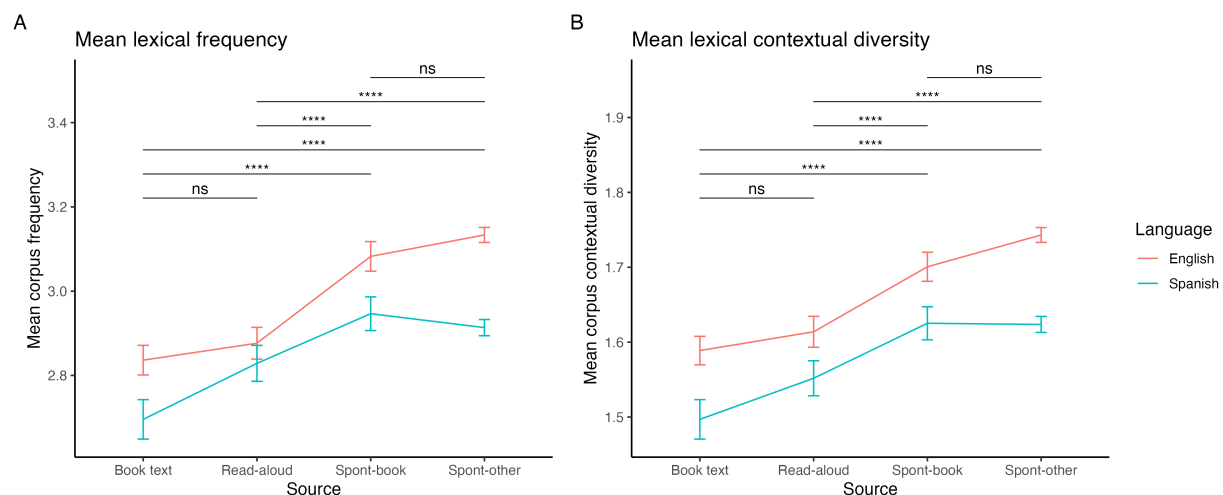 A
Mean lexical frequency
ns
****
****
****
****
ns
3.4
3.2
3.0
2.8
Mean corpus frequency
Book text
Read-aloud
Spont-book
Spont-other
Source
B
Mean lexical contextual diversity
ns
****
****
****
****
ns
1.9
1.8
1.7
1.6
1.5
Mean corpus contextual diversity
Book text
Read-aloud
Spont-book
Spont-other
Source
Language
English
Spanish